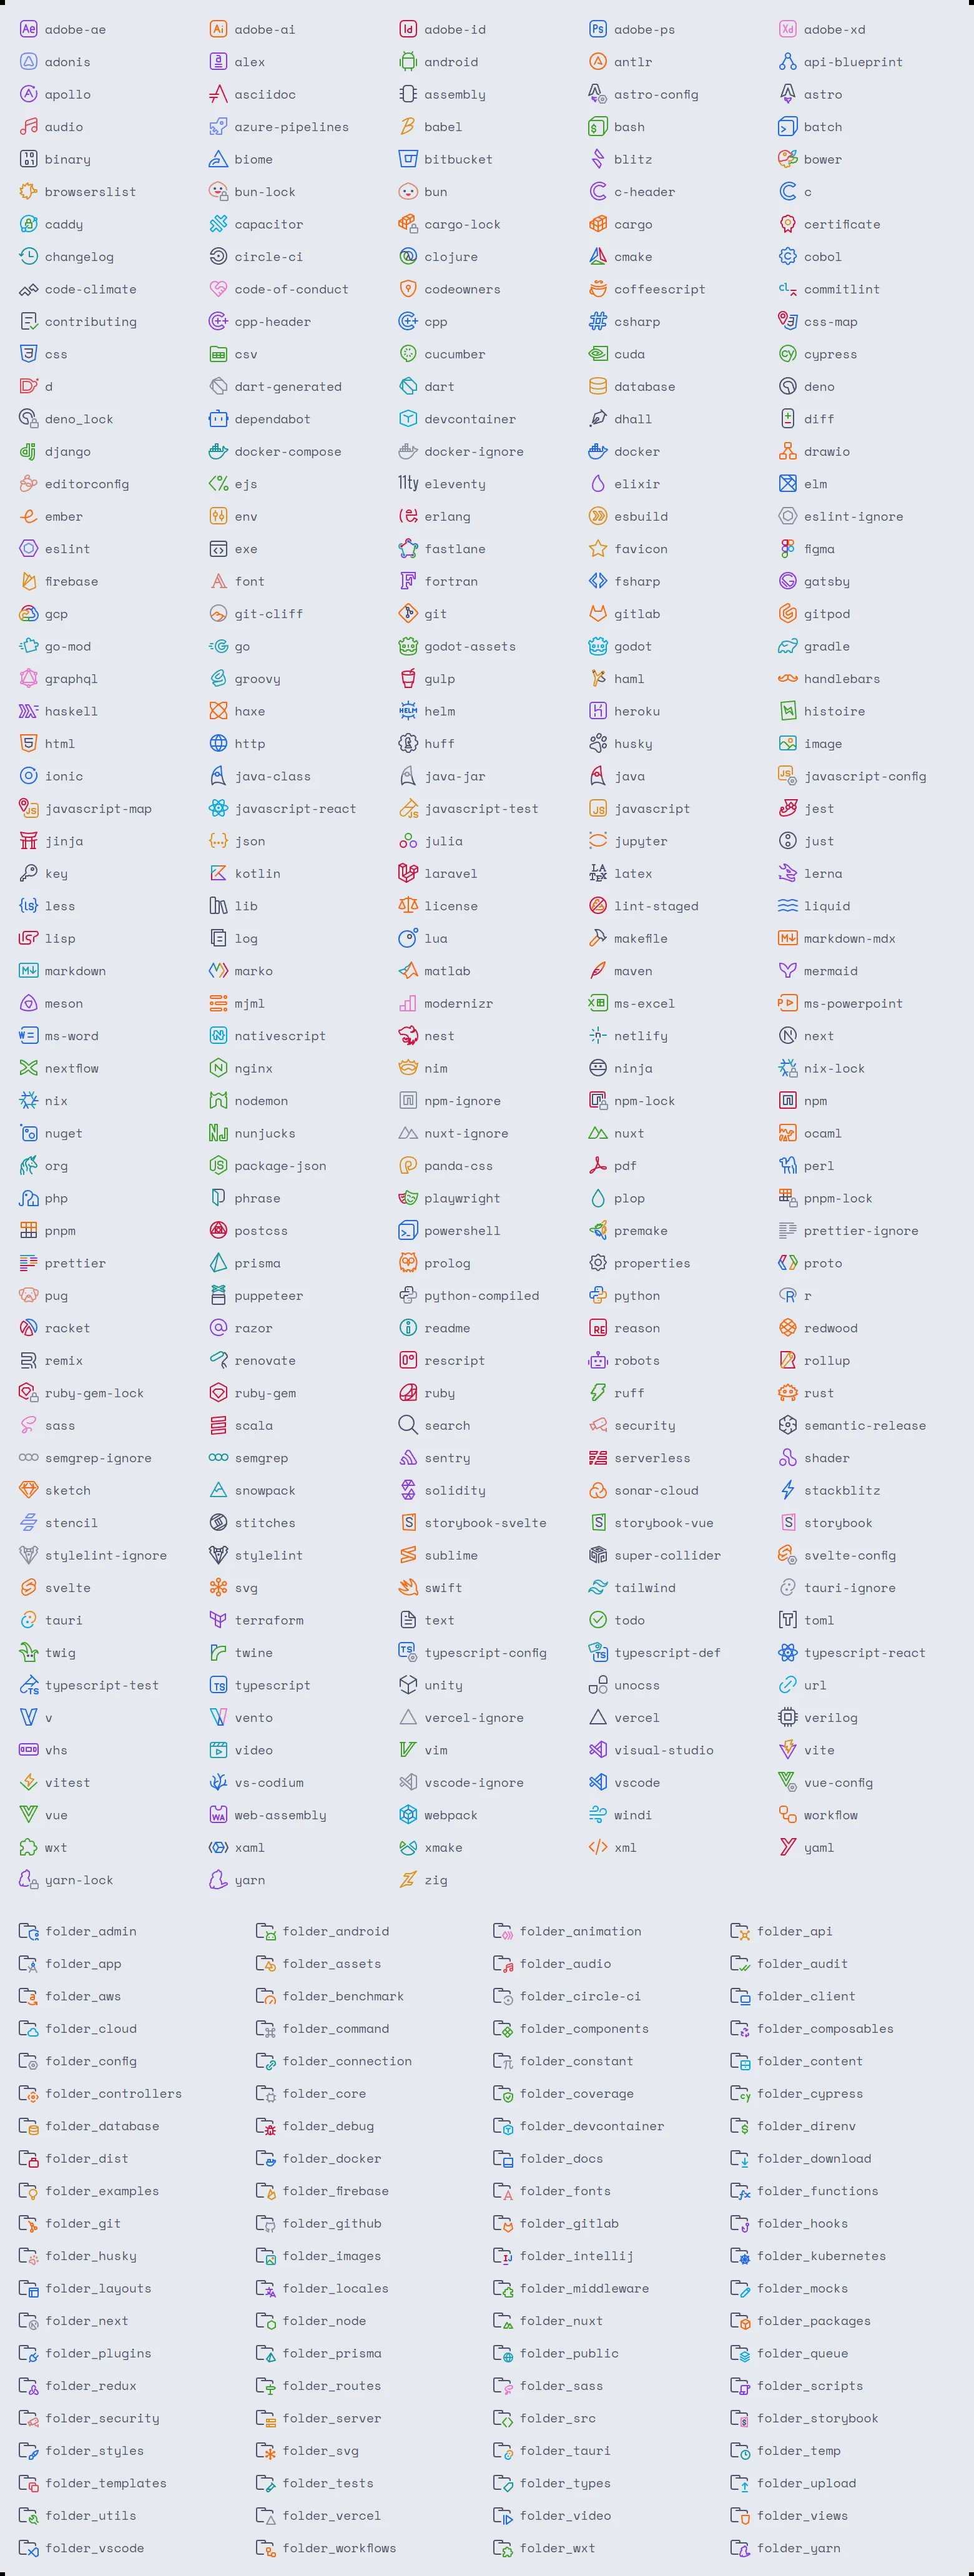 adobe-ae adobe-ai adobe-id adobe-ps adobe-xd
adonis alex android antlr api-blueprint
apollo asciidoc assembly astro-config astro
audio azure-pipelines babel bash batch
binary biome bitbucket blitz bower
browserslist bun-lock bun c-header c
caddy capacitor cargo-lock cargo certificate
changelog circle-ci clojure cmake cobol
code-climate code-of-conduct codeowners coffeescript commitlint
contributing cpp-header cpp csharp css-map
css csv cucumber cuda cypress
d dart-generated dart database deno
deno_lock dependabot devcontainer dhall diff
django docker-compose docker-ignore docker drawio
editorconfig ejs eleventy elixir elm
ember env erlang esbuild eslint-ignore
eslint exe fastlane favicon figma
firebase font fortran fsharp gatsby
gcp git-cliff git gitlab gitpod
go-mod go godot-assets godot gradle
graphql groovy gulp haml handlebars
haskell haxe helm heroku histoire
html http huff husky image
ionic java-class java-jar java javascript-config
javascript-map javascript-react javascript-test javascript jest
jinja json julia jupyter just
key kotlin laravel latex lerna
less lib license lint-staged liquid
lisp log lua makefile markdown-mdx
markdown marko matlab maven mermaid
meson mjml modernizr ms-excel ms-powerpoint
ms-word nativescript nest netlify next
nextflow nginx nim ninja nix-lock
nix nodemon npm-ignore npm-lock npm
nuget nunjucks nuxt-ignore nuxt ocaml
org package-json panda-css pdf perl
php phrase playwright plop pnpm-lock
pnpm postcss powershell premake prettier-ignore
prettier prisma prolog properties proto
pug puppeteer python-compiled python r
racket razor readme reason redwood
remix renovate rescript robots rollup
ruby-gem-lock ruby-gem ruby ruff rust
sass scala search security semantic-release
semgrep-ignore semgrep sentry serverless shader
sketch snowpack solidity sonar-cloud stackblitz
stencil stitches storybook-svelte storybook-vue storybook
stylelint-ignore stylelint sublime super-collider svelte-config
svelte svg swift tailwind tauri-ignore
tauri terraform text todo toml
twig twine typescript-config typescript-def typescript-react
typescript-test typescript unity unocss url
v vento vercel-ignore vercel verilog
vhs video vim visual-studio vite
vitest vs-codium vscode-ignore vscode vue-config
vue web-assembly webpack windi workflow
wxt xaml xmake xml yaml
yarn-lock yarn zig
folder_admin folder_android folder_animation folder_api
folder_app folder_assets folder_audio folder_audit
folder_aws folder_benchmark folder_circle-ci folder_client
folder_cloud folder_command folder_components folder_composables
folder_config folder_connection folder_constant folder_content
folder_controllers folder_core folder_coverage folder_cypress
folder_database folder_debug folder_devcontainer folder_direnv
folder_dist folder_docker folder_docs folder_download
folder_examples folder_firebase folder_fonts folder_functions
folder_git folder_github folder_gitlab folder_hooks
folder_husky folder_images folder_intellij folder_kubernetes
folder_layouts folder_locales folder_middleware folder_mocks
folder_next folder_node folder_nuxt folder_packages
folder_plugins folder_prisma folder_public folder_queue
folder_redux folder_routes folder_sass folder_scripts
folder_security folder_server folder_src folder_storybook
folder_styles folder_svg folder_tauri folder_temp
folder_templates folder_tests folder_types folder_upload
folder_utils folder_vercel folder_video folder_views
folder_vscode folder_workflows folder_wxt folder_yarn